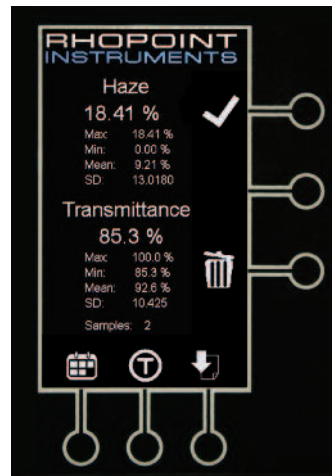 RHOPOINT
INSTRUMENTS
Haze
18.41 %
Max: 18.41 %
Min: 0.00 %
Mean: 9.21 %
SD: 13.0180
Transmittance
85.3 %
Max: 100.0 %
Min: 85.3 %
Mean: 92.6 %
SD: 10.425
Samples: 2
T